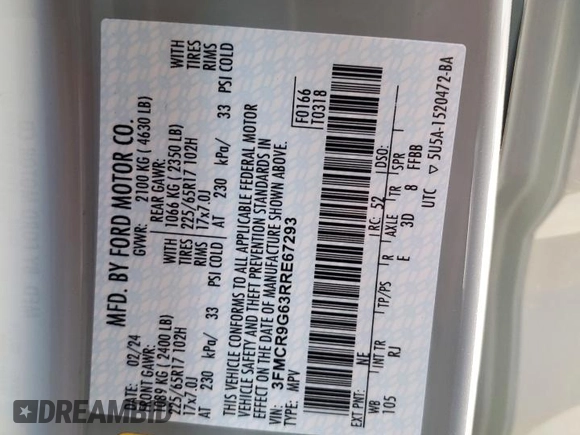 MFD. BY FORD MOTOR CO.
DATE: 02/24 GVWR: 2100 KG ( 4630 LB)
FRONT GAWR: REAR GAWR:
1089 KG ( 2400 LB) 1066 KG ( 2350 LB) WITH
225/65R17 102H 225/65R17 102H TIRES
17x7.0J 17x7.0J RIMS
AT 230 kPa/ 33 PSI COLD AT 230 kPa/ 33 PSI COLD
WITH
TIRES
RIMS
THIS VEHICLE CONFORMS TO ALL APPLICABLE FEDERAL MOTOR
VEHICLE SAFETY AND THEFT PREVENTION STANDARDS IN
EFFECT ON THE DATE OF MANUFACTURE SHOWN ABOVE.
VIN: 3FMCR9G63RRE67293
TYPE: MPV
F0166
T0318
EXT PNT: NE RC: 52 DSO:
WB INT TR TP/PS R AXLE TR SPR
105 RJ E 3D 8 FFBB
UTC ▽ 5U5A-1520472-BA
DREAMBID